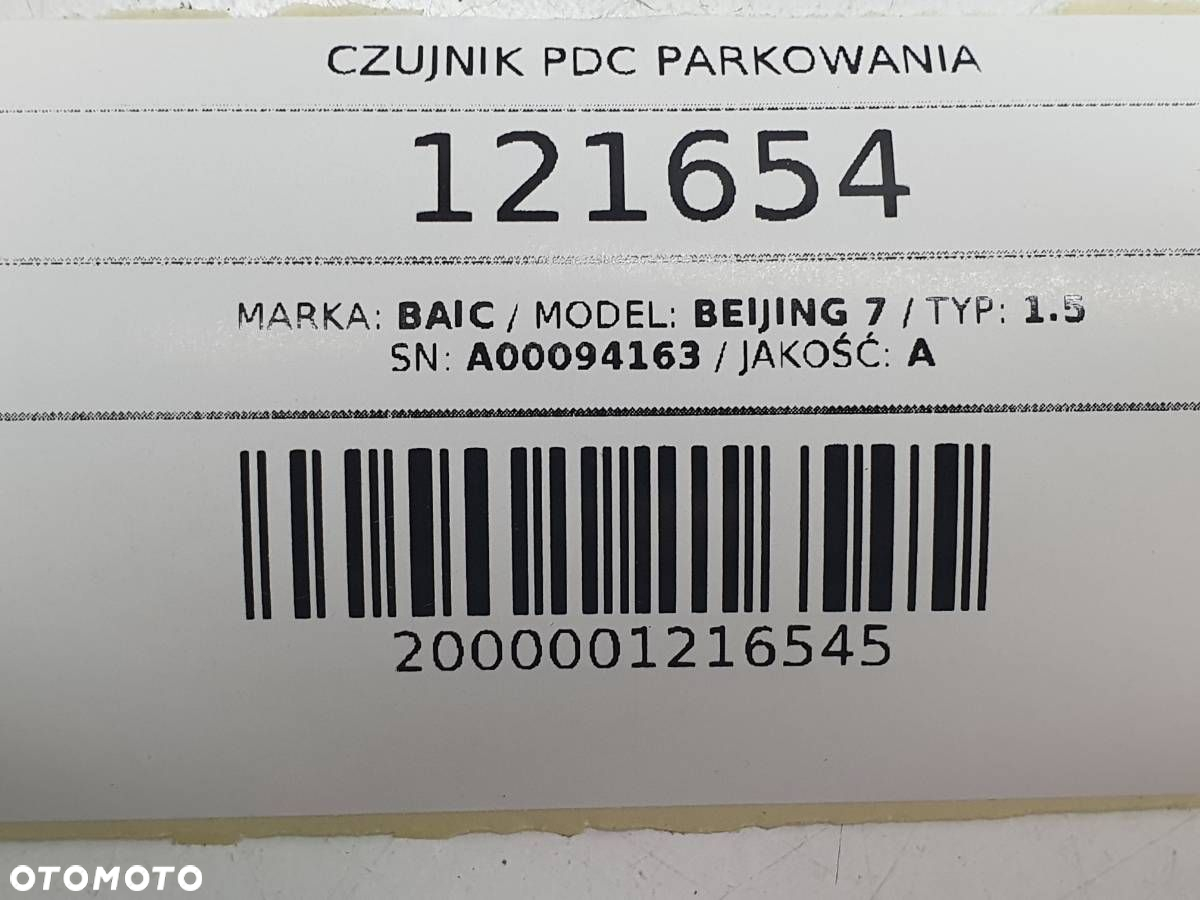 CZUJNIK PDC PARKOWANIA
121654
MARKA: BAIC / MODEL: BEIJING 7 / TYP: 1.5
SN: A00094163 / JAKOŚĆ: A
2000001216545
OTOMOTO